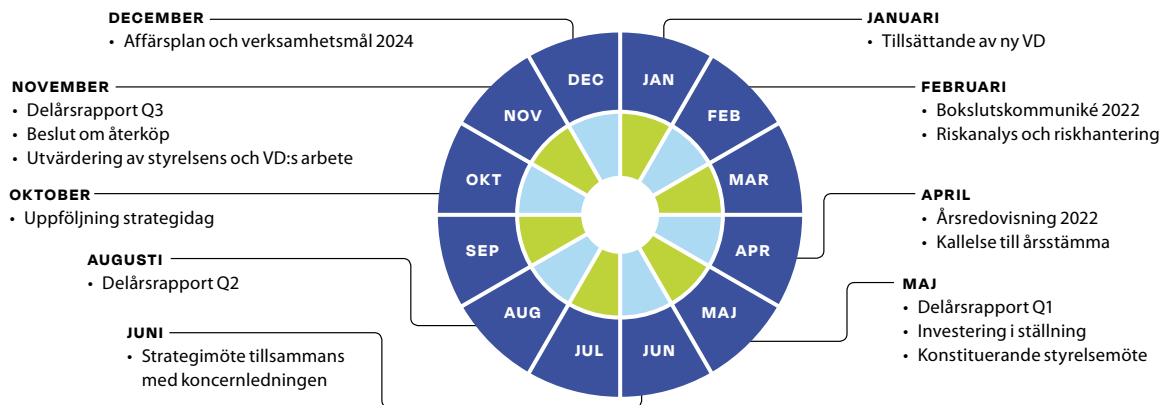 DECEMBER
• Affärsplan och verksamhetsmål 2024
NOVEMBER
• Delårsrapport Q3
• Beslut om återköp
• Utvärdering av styrelsens och VD:s arbete
OKTOBER
• Uppföljning strategidag
AUGUSTI
• Delårsrapport Q2
JUNI
• Strategimöte tillsammans
med koncernledningen
JAN
FEB
MAR
APR
MAJ
JUN
JUL
AUG
SEP
OKT
NOV
DEC
JANUARI
• Tillsättande av ny VD
FEBRUARI
• Bokslutskommuniké 2022
• Riskanalys och riskhantering
APRIL
• Årsredovisning 2022
• Kallelse till årsstämma
MAJ
• Delårsrapport Q1
• Investering i ställning
• Konstituerande styrelsemöte